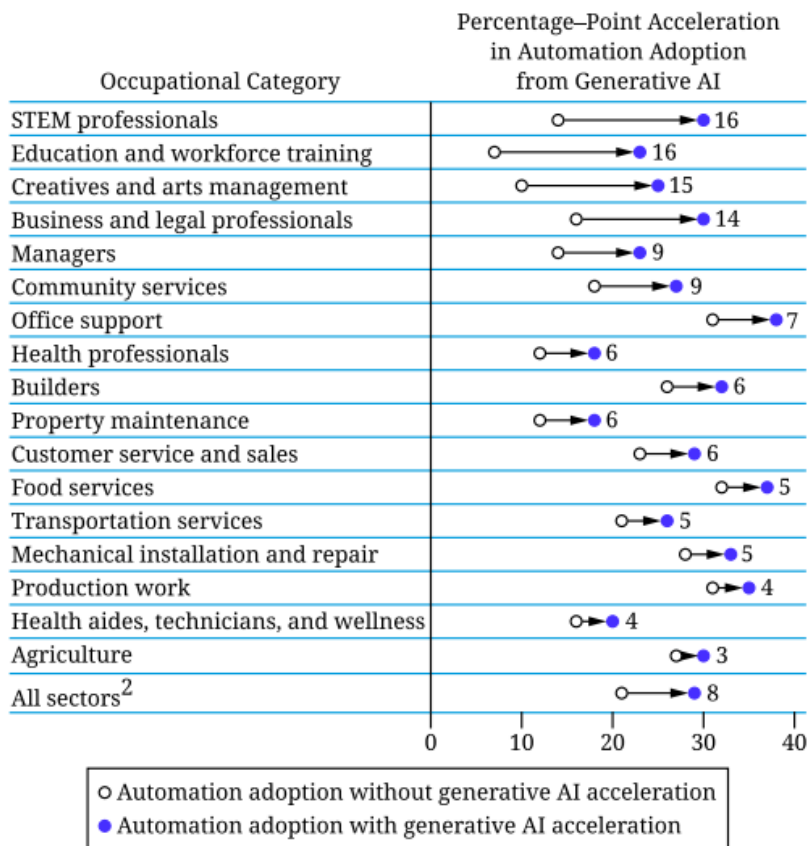 Percentage–Point Acceleration
in Automation Adoption
Occupational Category from Generative AI
STEM professionals 16
Education and workforce training 16
Creatives and arts management 15
Business and legal professionals 14
Managers 9
Community services 9
Office support 7
Health professionals 6
Builders 6
Property maintenance 6
Customer service and sales 6
Food services 5
Transportation services 5
Mechanical installation and repair 5
Production work 4
Health aides, technicians, and wellness 4
Agriculture 3
All sectors2 8
0 10 20 30 40
Automation adoption without generative AI acceleration
Automation adoption with generative AI acceleration